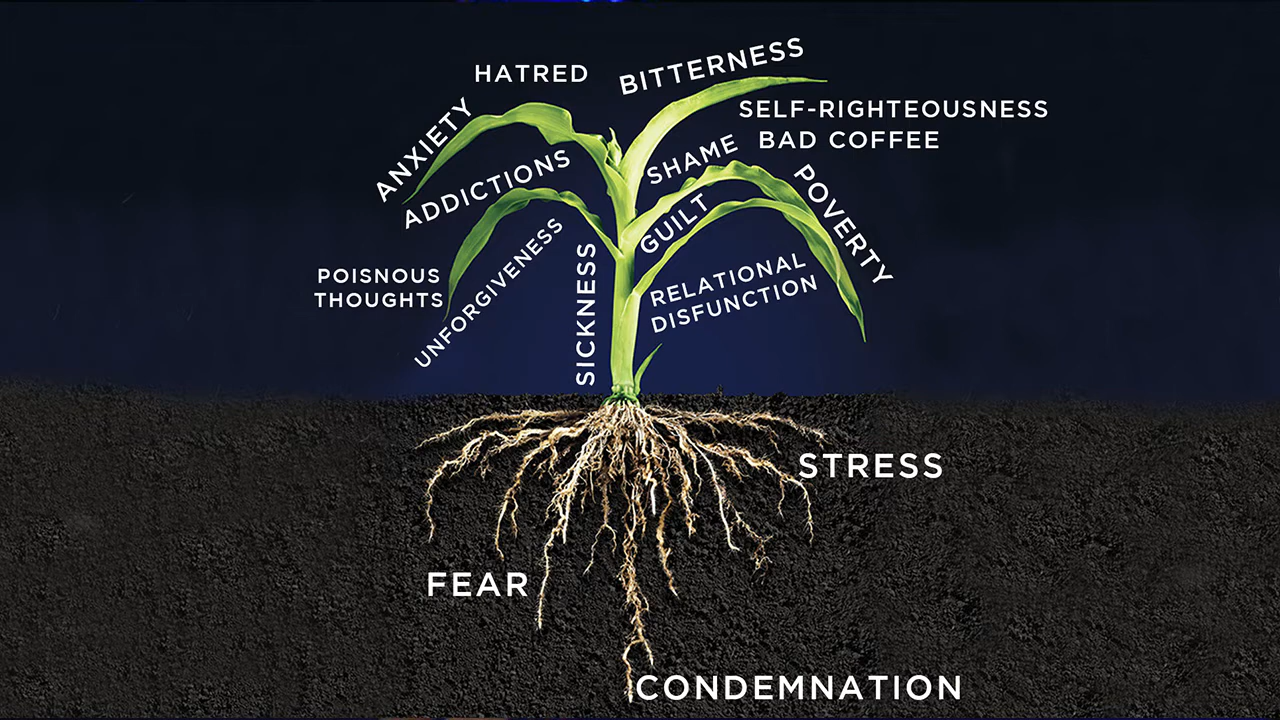 HATRED
BITTERNESS
ANXIETY
SELF-RIGHTEOUSNESS
BAD COFFEE
ADDICTIONS
SHAME
POVERTY
GUILT
POISNOUS
THOUGHTS
UNFORGIVENESS
SICKNESS
RELATIONAL
DISFUNCTION
STRESS
FEAR
CONDEMNATION